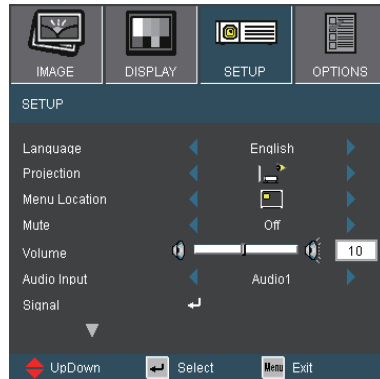 IMAGE DISPLAY SETUP OPTIONS
SETUP
Language English
Projection
Menu Location
Mute Off
Volume 10
Audio Input Audio1
Signal
UpDown Select Menu Exit